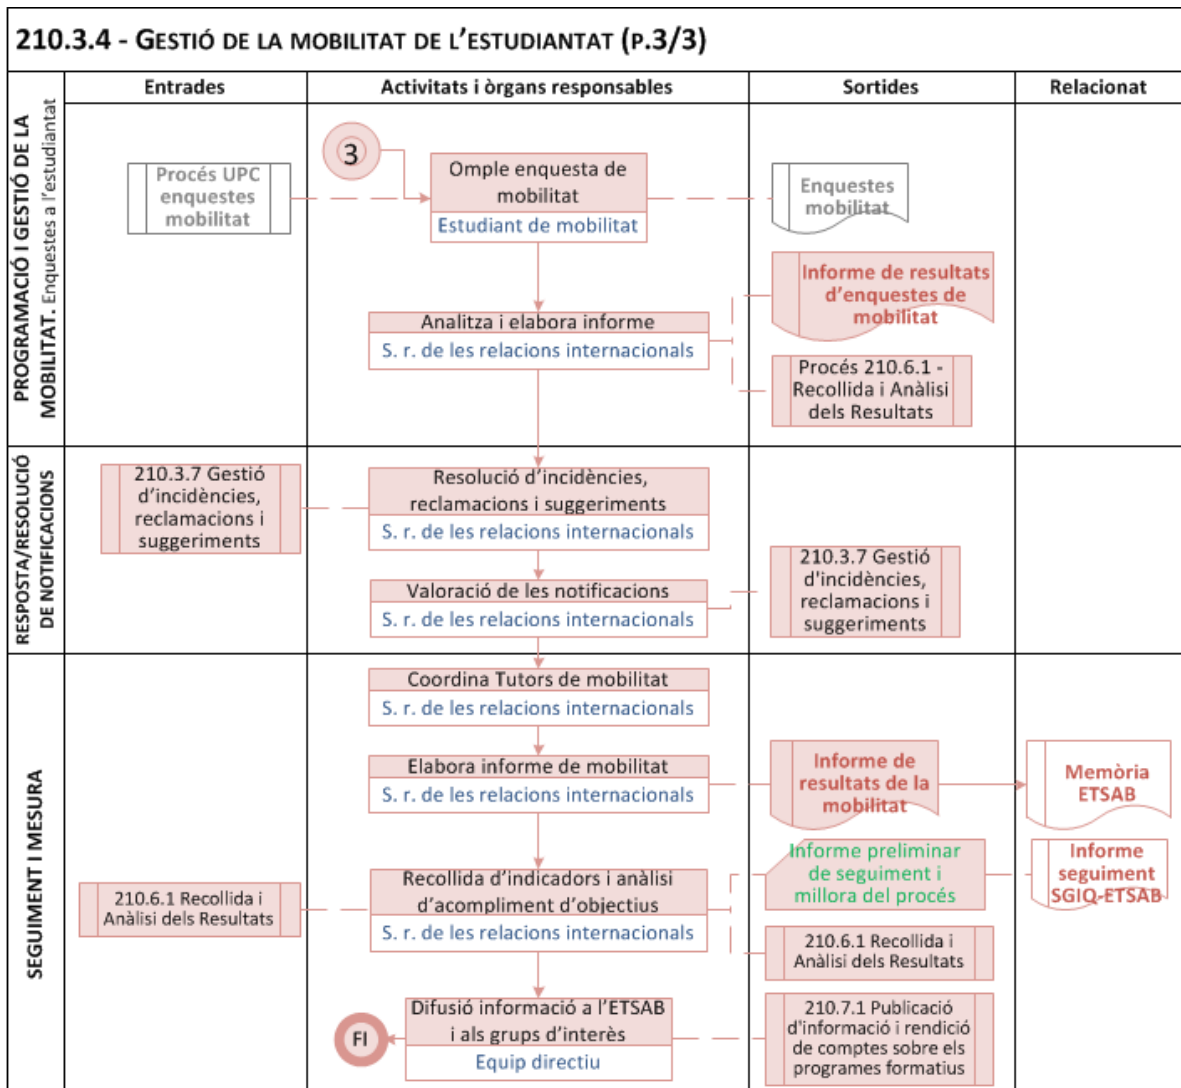 210.3.4 - GESTIÓ DE LA MOBILITAT DE L'ESTUDIANTAT (P.3/3)
Entrades
Activitats i òrgans responsables
Sortides
Relacionat
PROGRAMACIÓ I GESTIÓ DE LA
MOBILITAT. Enquestes a l'estudiantat
3
Procés UPC
enquestes
mobilitat
Omple enquesta de
mobilitat
Estudiant de mobilitat
Enquestes
mobilitat
Analitza i elabora informe
S. r. de les relacions internacionals
Informe de resultats
d'enquestes de
mobilitat
Procés 210.6.1 -
Recollida i Anàlisi
dels Resultats
RESPOSTA/RESOLUCIÓ
DE NOTIFICACIONS
210.3.7 Gestió
d'incidències,
reclamacions i
suggeriments
Resolució d'incidències,
reclamacions i suggeriments
S. r. de les relacions internacionals
Valoració de les notificacions
S. r. de les relacions internacionals
210.3.7 Gestió
d'incidències,
reclamacions i
suggeriments
SEGUIMENT I MESURA
Coordina Tutors de mobilitat
S. r. de les relacions internacionals
Elabora informe de mobilitat
S. r. de les relacions internacionals
Informe de
resultats de la
mobilitat
Memòria
ETSAB
210.6.1 Recollida i
Anàlisi dels Resultats
Recollida d'indicadors i anàlisi
d'acompliment d'objectius
S. r. de les relacions internacionals
Informe preliminar
de seguiment i
millora del procés
Informe
seguiment
SGIQ-ETSAB
210.6.1 Recollida i
Anàlisi dels Resultats
FI
Difusió informació a l'ETSAB
i als grups d'interès
Equip directiu
210.7.1 Publicació
d'informació i rendició
de comptes sobre els
programes formatius